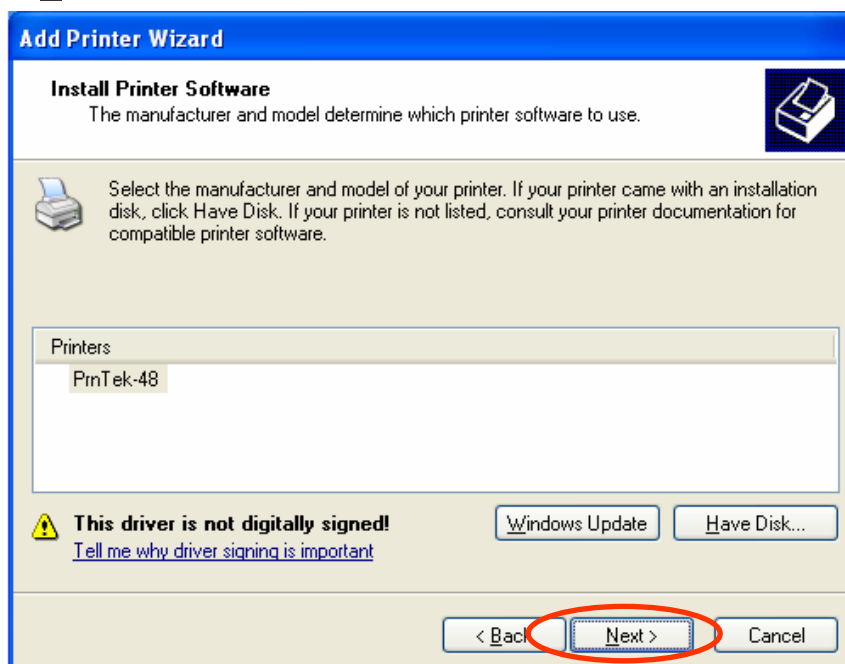 Add Printer Wizard
Install Printer Software
The manufacturer and model determine which printer software to use.
Select the manufacturer and model of your printer. If your printer came with an installation
disk, click Have Disk. If your printer is not listed, consult your printer documentation for
compatible printer software.
Printers
PrnTek-48
This driver is not digitally signed!
Windows Update
Have Disk...
Tell me why driver signing is important
< Back
Next >
Cancel